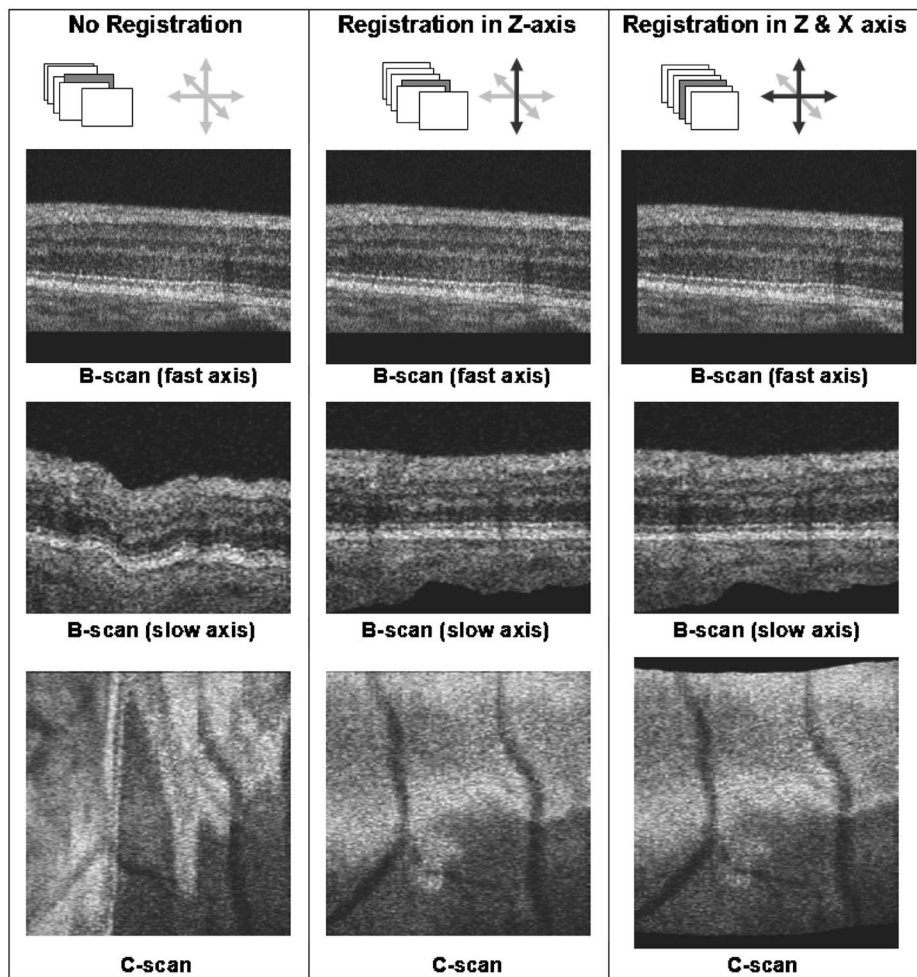 No Registration
Registration in Z-axis
Registration in Z & X axis
B-scan (fast axis)
B-scan (fast axis)
B-scan (fast axis)
B-scan (slow axis)
B-scan (slow axis)
B-scan (slow axis)
C-scan
C-scan
C-scan